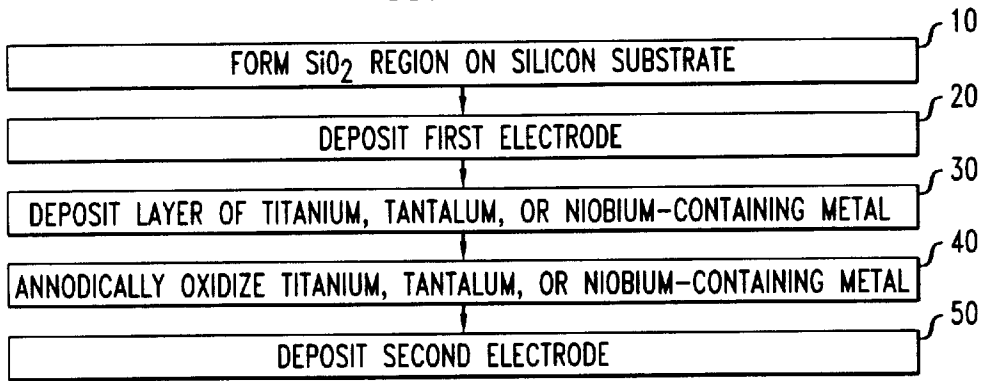 10
FORM SiO2 REGION ON SILICON SUBSTRATE
20
DEPOSIT FIRST ELECTRODE
30
DEPOSIT LAYER OF TITANIUM, TANTALUM, OR NIOBIUM-CONTAINING METAL
40
ANNODICALLY OXIDIZE TITANIUM, TANTALUM, OR NIOBIUM-CONTAINING METAL
50
DEPOSIT SECOND ELECTRODE